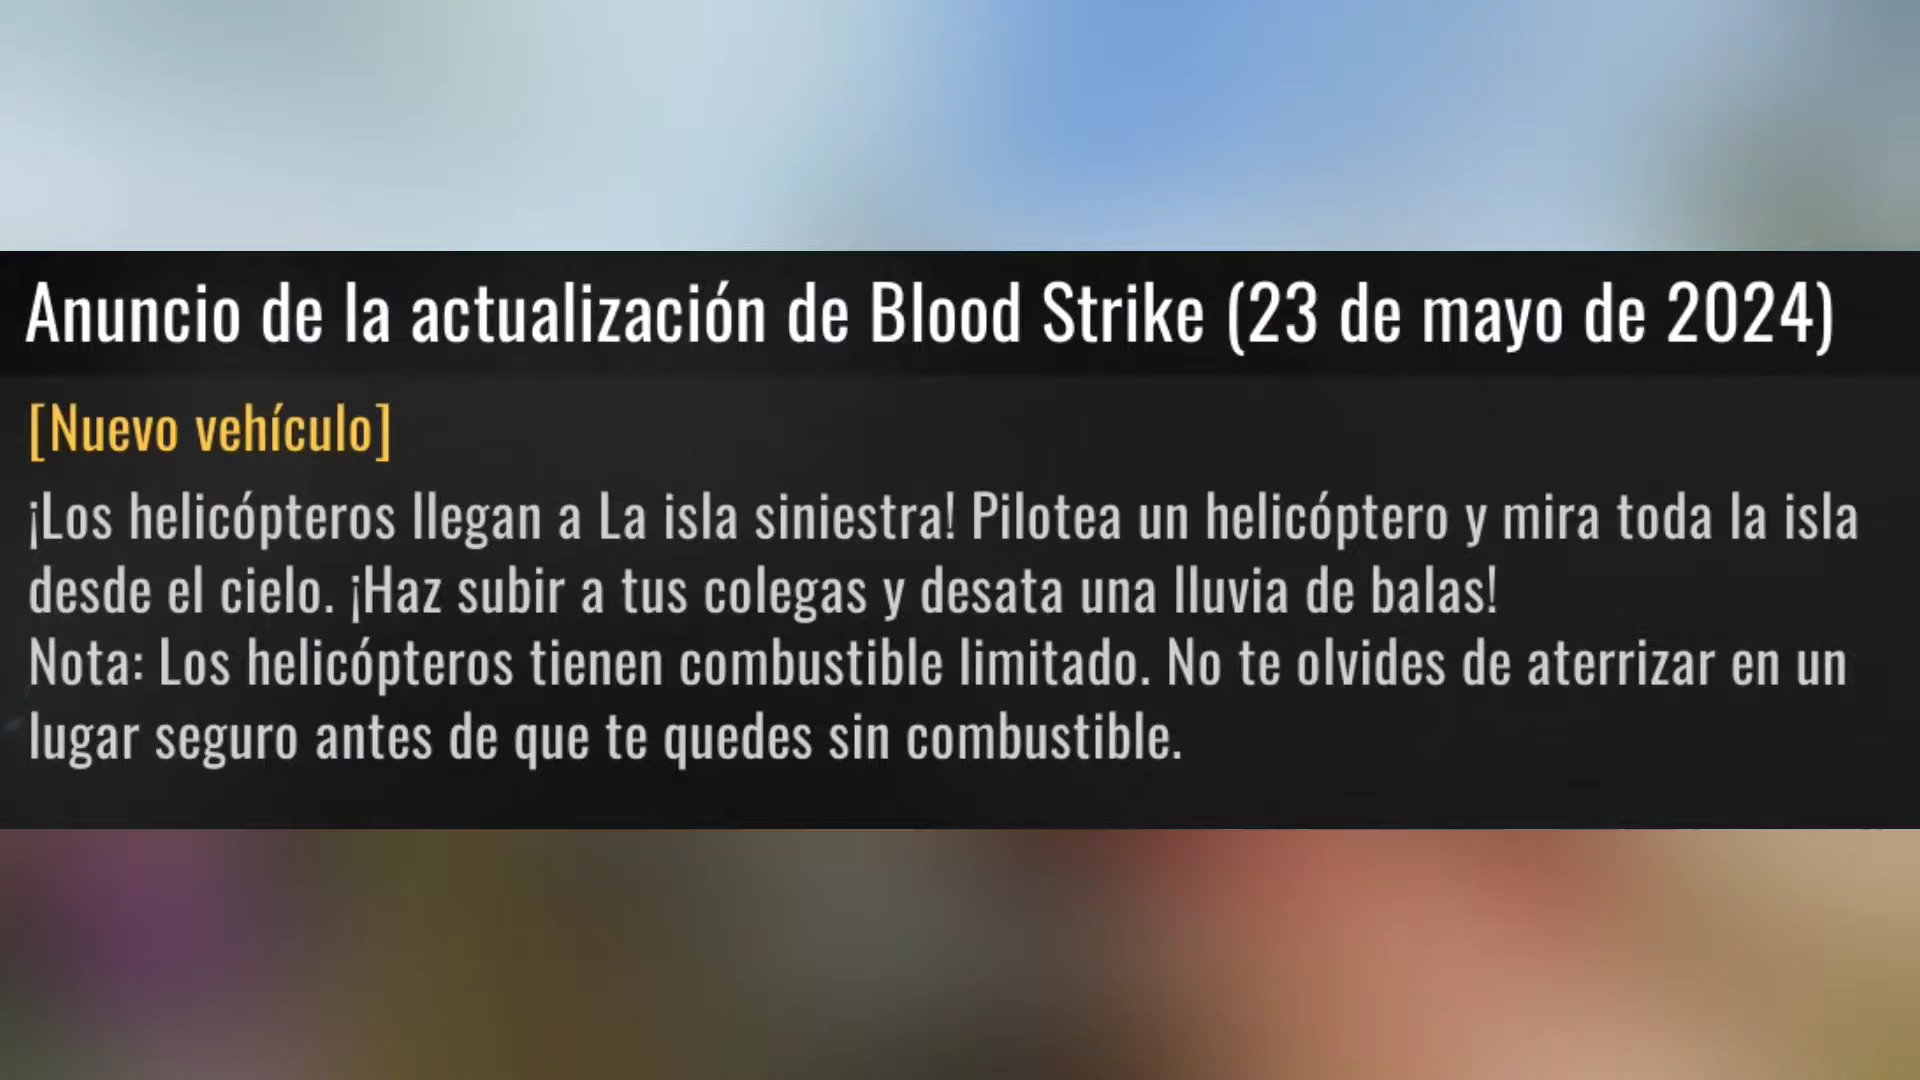 Anuncio de la actualización de Blood Strike (23 de mayo de 2024)
[Nuevo vehículo]
¡Los helicópteros llegan a La isla siniestra! Pilotea un helicóptero y mira toda la isla
desde el cielo. ¡Haz subir a tus colegas y desata una lluvia de balas!
Nota: Los helicópteros tienen combustible limitado. No te olvides de aterrizar en un
lugar seguro antes de que te quedes sin combustible.